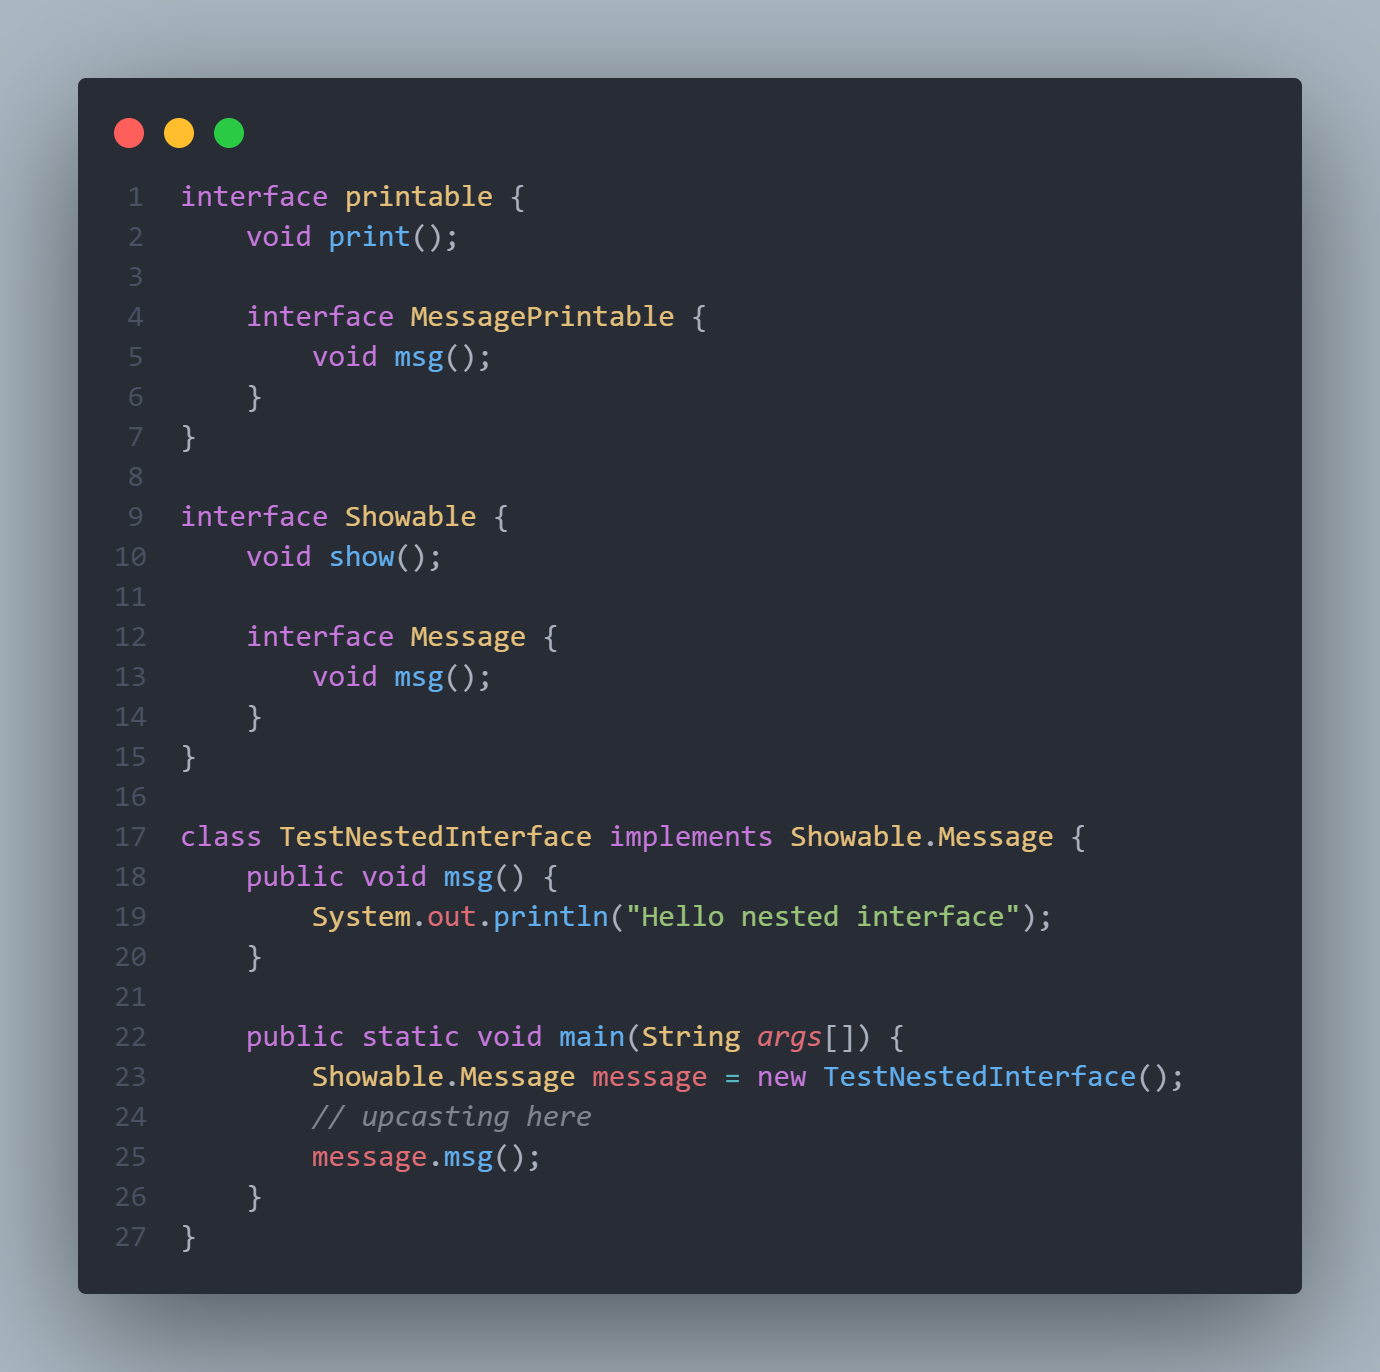 1 interface printable {
2     void print();
3
4     interface MessagePrintable {
5         void msg();
6     }
7 }
8
9 interface Showable {
10     void show();
11
12     interface Message {
13         void msg();
14     }
15 }
16
17 class TestNestedInterface implements Showable.Message {
18     public void msg() {
19         System.out.println("Hello nested interface");
20     }
21
22     public static void main(String args[]) {
23         Showable.Message message = new TestNestedInterface();
24         // upcasting here
25         message.msg();
26     }
27 }